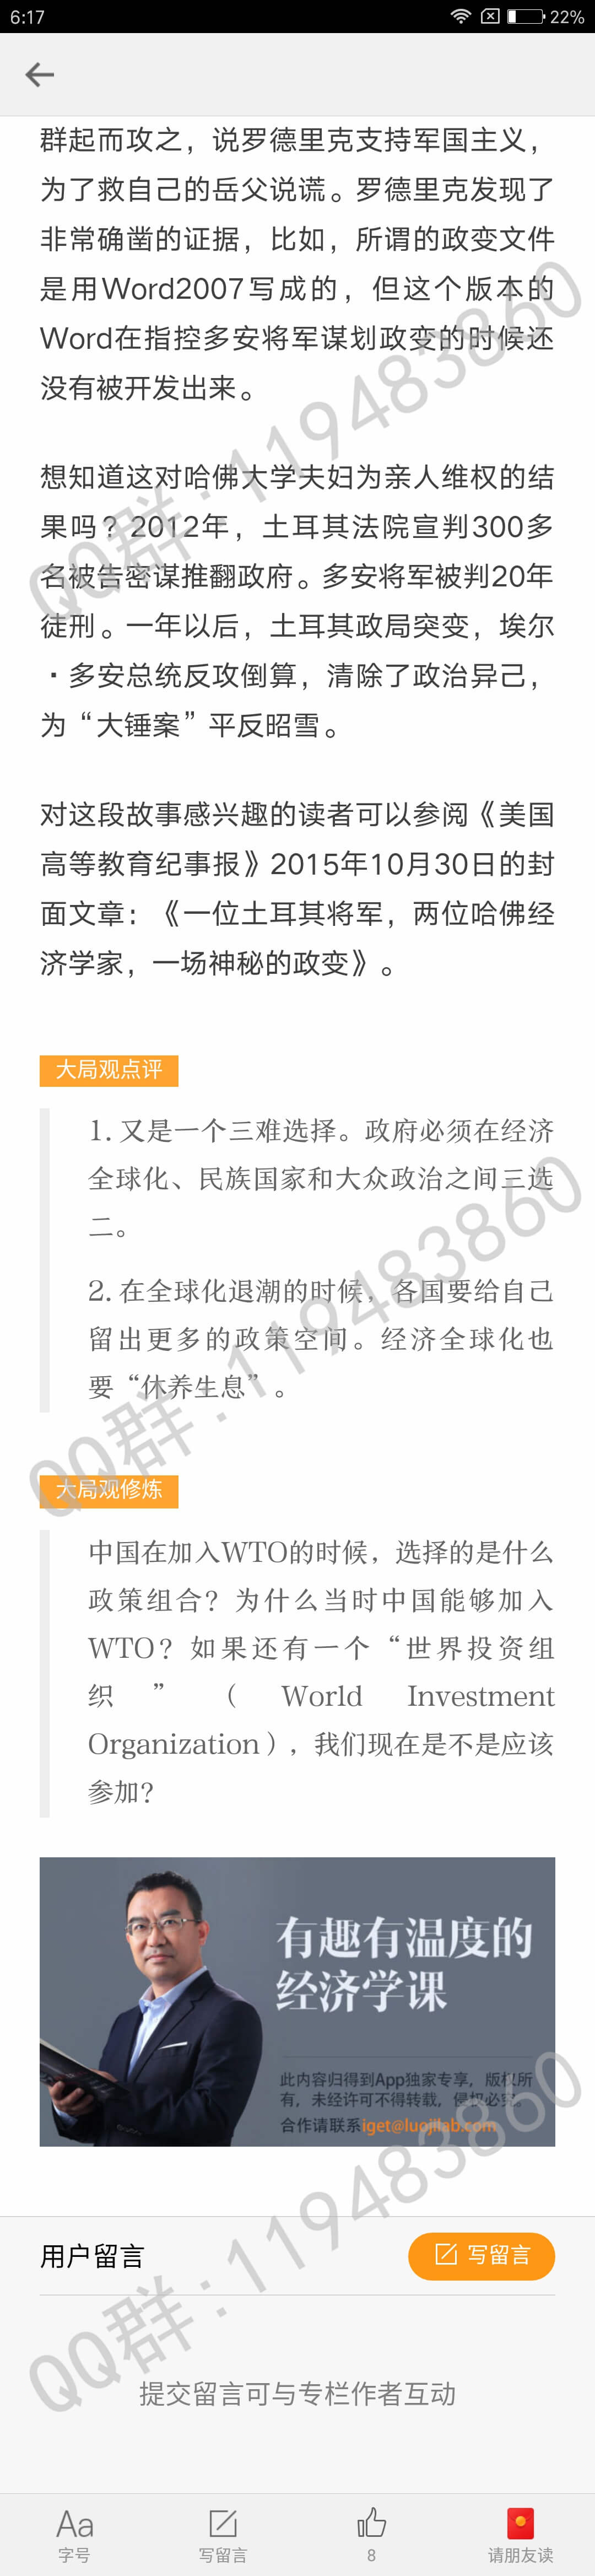 6:17
22%
群起而攻之，说罗德里克支持军国主义，
为了救自己的岳父说谎。罗德里克发现了
非常确凿的证据，比如，所谓的政变文件
是用Word2007写成的，但这个版本的
Word在指控多安将军谋划政变的时候还
没有被开发出来。
想知道这对哈佛大学夫妇为亲人维权的结
果吗？2012年，土耳其法院宣判300多
名被告密谋推翻政府。多安将军被判20年
徒刑。一年以后，土耳其政局突变，埃尔
·多安总统反攻倒算，清除了政治异己，
为“大锤案”平反昭雪。
对这段故事感兴趣的读者可以参阅《美国
高等教育纪事报》2015年10月30日的封
面文章：《一位土耳其将军，两位哈佛经
济学家，一场神秘的政变》。
大局观点评
1. 又是一个三难选择。政府必须在经济
全球化、民族国家和大众政治之间三选
二。
2. 在全球化退潮的时候，各国要给自己
留出更多的政策空间。经济全球化也
要“休养生息”。
大局观修炼
中国在加入WTO的时候，选择的是什么
政策组合？为什么当时中国能够加入
WTO？如果还有一个“世界投资组
织”（World Investment
Organization），我们现在是不是应该
参加？
有趣有温度的
经济学课
此内容归得到App独家专享，版权所
有，未经许可不得转载，侵权必究。
合作请联系iget@luojilab.com
用户留言
写留言
提交留言可与专栏作者互动
Aa
字号
写留言
8
请朋友读
QQ群:119483860
QQ群:119483860
QQ群:119483860